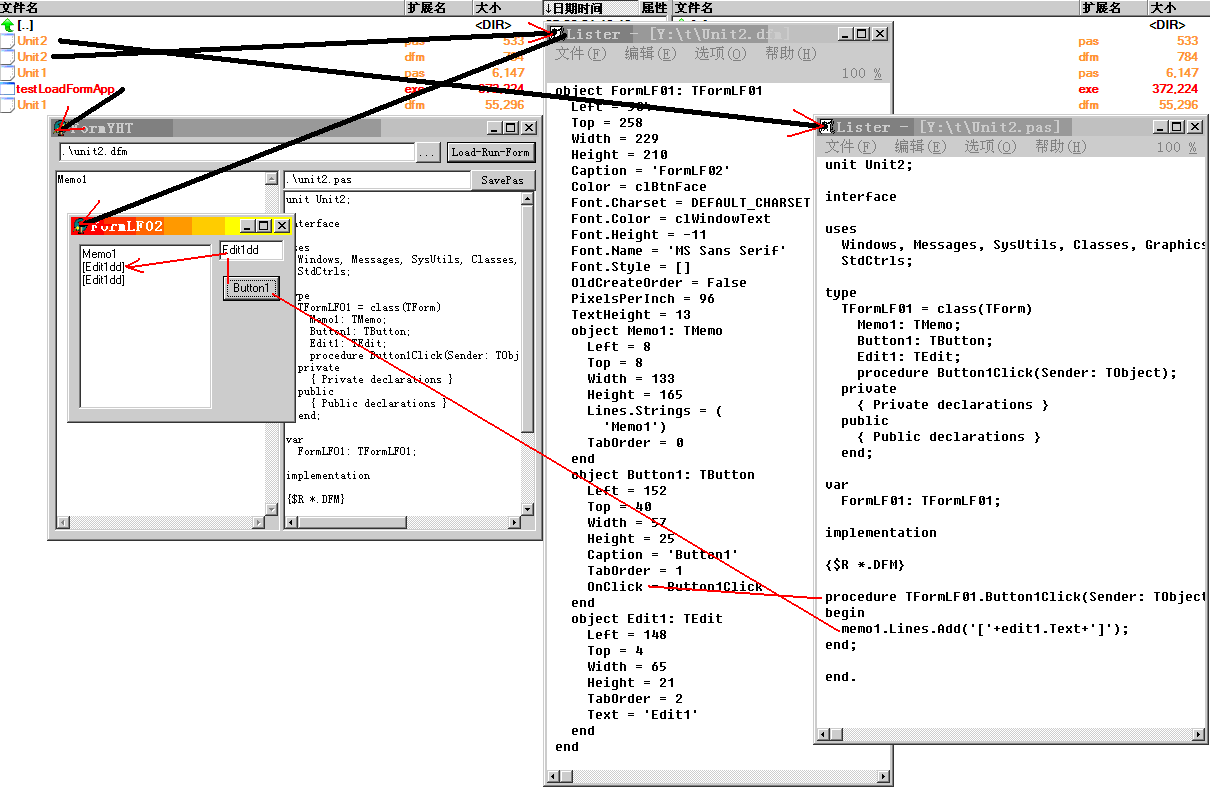 文件名 扩展名 大小 ↓日期时间 属性 文件名 扩展名 大小
[..] <DIR> <DIR>
Unit2 pas 533 pas 533
Unit2 dfm 784 dfm 784
Unit1 pas 6,147 pas 6,147
testLoadFormApp exe 372,224 exe 372,224
Unit1 dfm 55,296 dfm 55,296
FormYHT
.\unit2.dfm ... Load-Run-Form
Memo1
.\unit2.pas SavePas
unit Unit2;
interface
uses
Windows, Messages, SysUtils, Classes,
StdCtrls;
type
TFormLF01 = class(TForm)
Memo1: TMemo;
Button1: TButton;
Edit1: TEdit;
procedure Button1Click(Sender: TObj
private
{ Private declarations }
public
{ Public declarations }
end;
var
FormLF01: TFormLF01;
implementation
{$R *.DFM}
FormLF02
Memo1
[Edit1dd]
[Edit1dd]
Edit1dd
Button1
Lister - [Y:\t\Unit2.dfm]
文件(F) 编辑(E) 选项(O) 帮助(H)
100 %
object FormLF01: TFormLF01
Left =
Top = 258
Width = 229
Height = 210
Caption = 'FormLF02'
Color = clBtnFace
Font.Charset = DEFAULT_CHARSET
Font.Color = clWindowText
Font.Height = -11
Font.Name = 'MS Sans Serif'
Font.Style = []
OldCreateOrder = False
PixelsPerInch = 96
TextHeight = 13
object Memo1: TMemo
Left = 8
Top = 8
Width = 133
Height = 165
Lines.Strings = (
'Memo1')
TabOrder = 0
end
object Button1: TButton
Left = 152
Top = 40
Width = 57
Height = 25
Caption = 'Button1'
TabOrder = 1
OnClick = Button1Click
end
object Edit1: TEdit
Left = 148
Top = 4
Width = 65
Height = 21
TabOrder = 2
Text = 'Edit1'
end
end
Lister - [Y:\t\Unit2.pas]
文件(F) 编辑(E) 选项(O) 帮助(H) 100 %
unit Unit2;
interface
uses
Windows, Messages, SysUtils, Classes, Graphics
StdCtrls;
type
TFormLF01 = class(TForm)
Memo1: TMemo;
Button1: TButton;
Edit1: TEdit;
procedure Button1Click(Sender: TObject);
private
{ Private declarations }
public
{ Public declarations }
end;
var
FormLF01: TFormLF01;
implementation
{$R *.DFM}
procedure TFormLF01.Button1Click(Sender: TObject
begin
memo1.Lines.Add('['+edit1.Text+']');
end;
end.